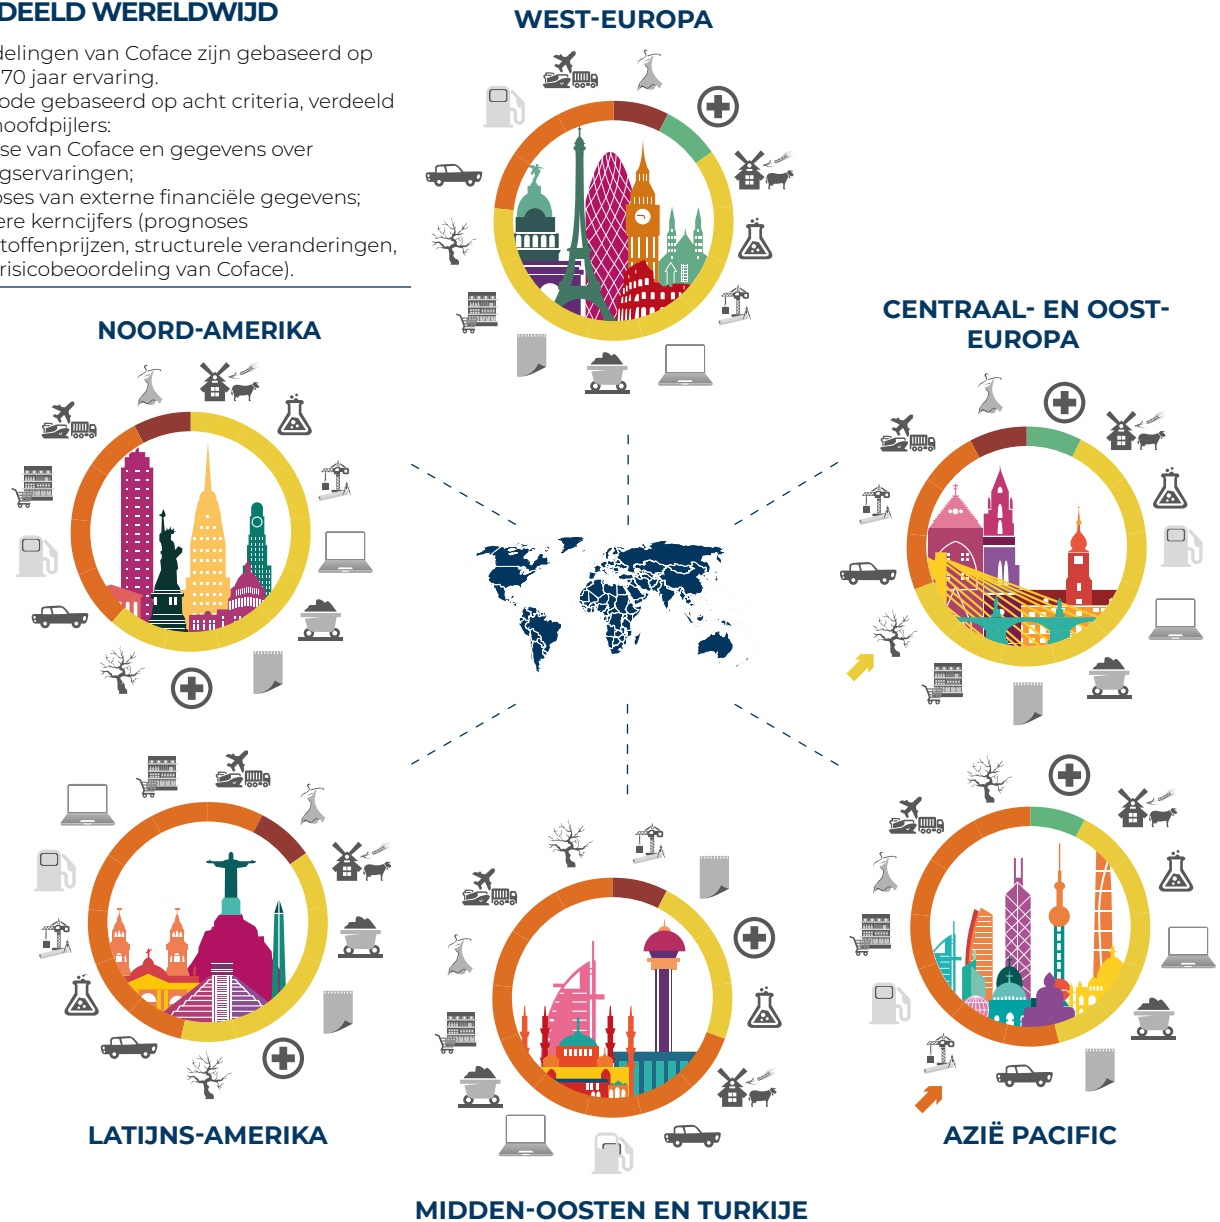 DEELD WERELDWIJD
delingen van Coface zijn gebaseerd op
70 jaar ervaring.
ode gebaseerd op acht criteria, verdeeld
hoofdpijlers:
se van Coface en gegevens over
gservaringen;
oses van externe financiële gegevens;
ere kerncijfers (prognoses
toffenprijzen, structurele veranderingen,
risicobeoordeling van Coface).
WEST-EUROPA
NOORD-AMERIKA
CENTRAAL- EN OOST-
EUROPA
LATIJNS-AMERIKA
AZIË PACIFIC
MIDDEN-OOSTEN EN TURKIJE